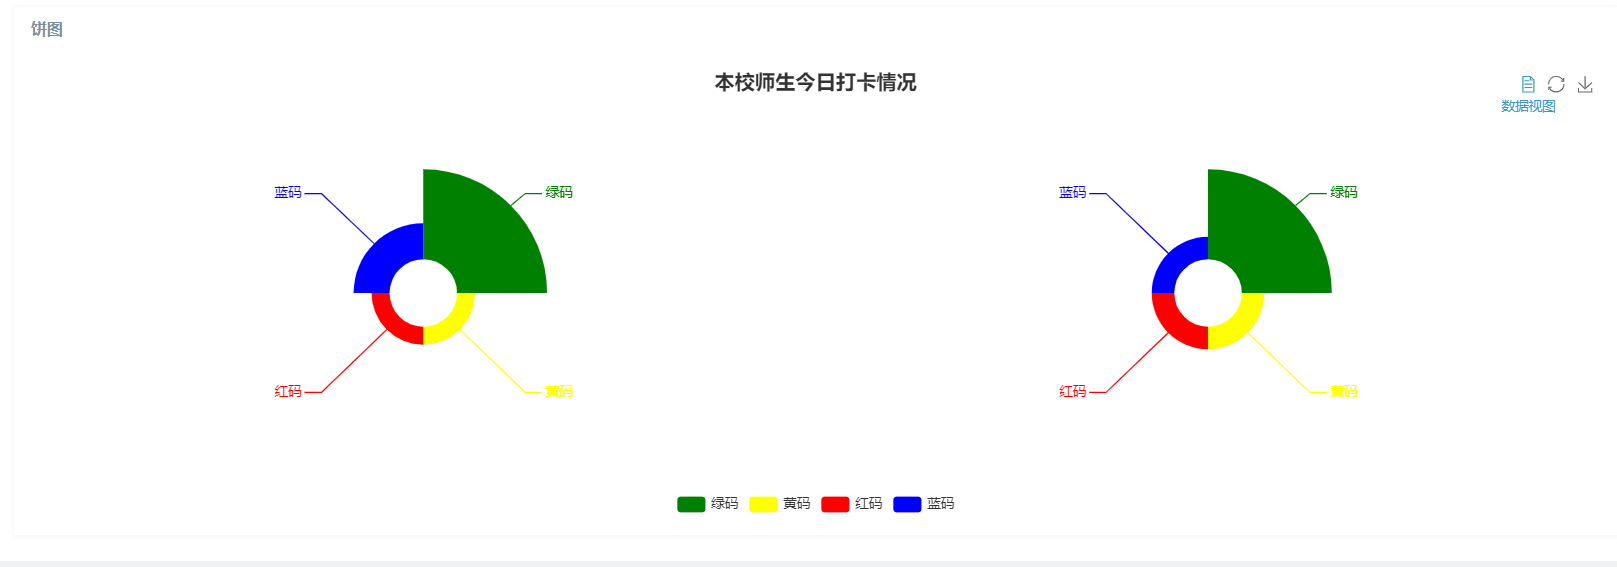 饼图
本校师生今日打卡情况
数据视图
蓝码
绿码
蓝码
绿码
红码
黄码
红码
黄码
绿码 黄码 红码 蓝码